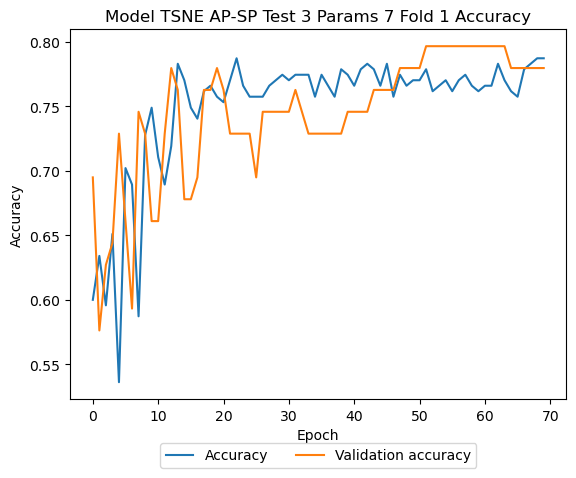 Model TSNE AP-SP Test 3 Params 7 Fold 1 Accuracy
0.80
0.75
0.70
0.65
0.60
0.55
Accuracy
0 10 20 30 40 50 60 70
Epoch
Accuracy Validation accuracy